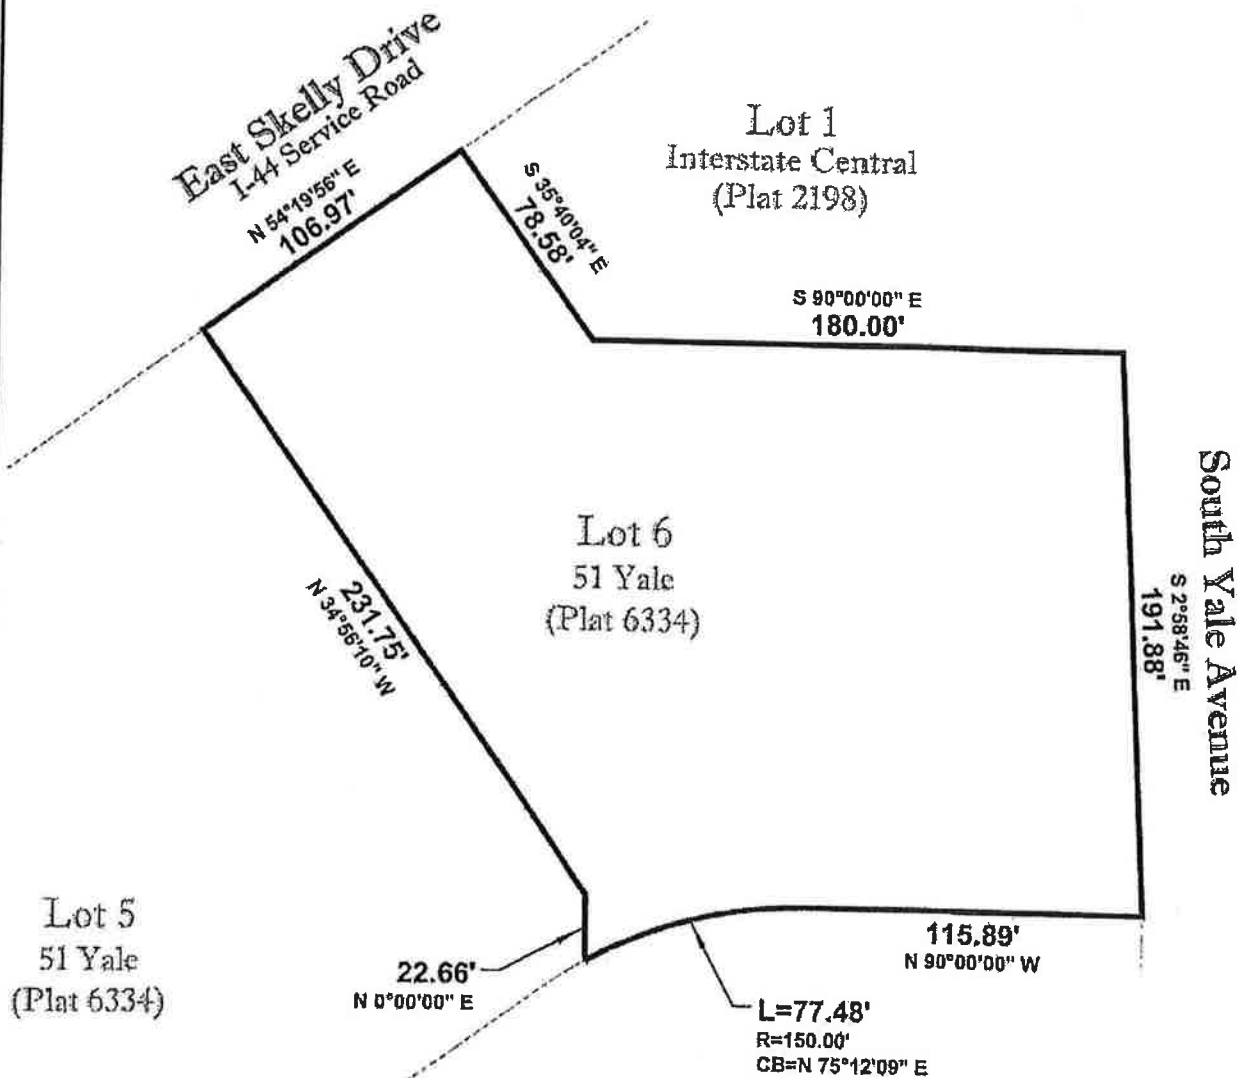 East Skelly Drive
I-44 Service Road
N 54°19'56" E
106.97'
S 35°40'04" E
78.58'
Lot 1
Interstate Central
(Plat 2198)
S 90°00'00" E
180.00'
Lot 6
51 Yale
(Plat 6334)
231.75'
N 34°56'10" W
S 2°58'46" E
191.88'
South Yale Avenue
Lot 5
51 Yale
(Plat 6334)
22.66'
N 0°00'00" E
115.89'
N 90°00'00" W
L=77.48'
R=150.00'
CB=N 75°12'09" E